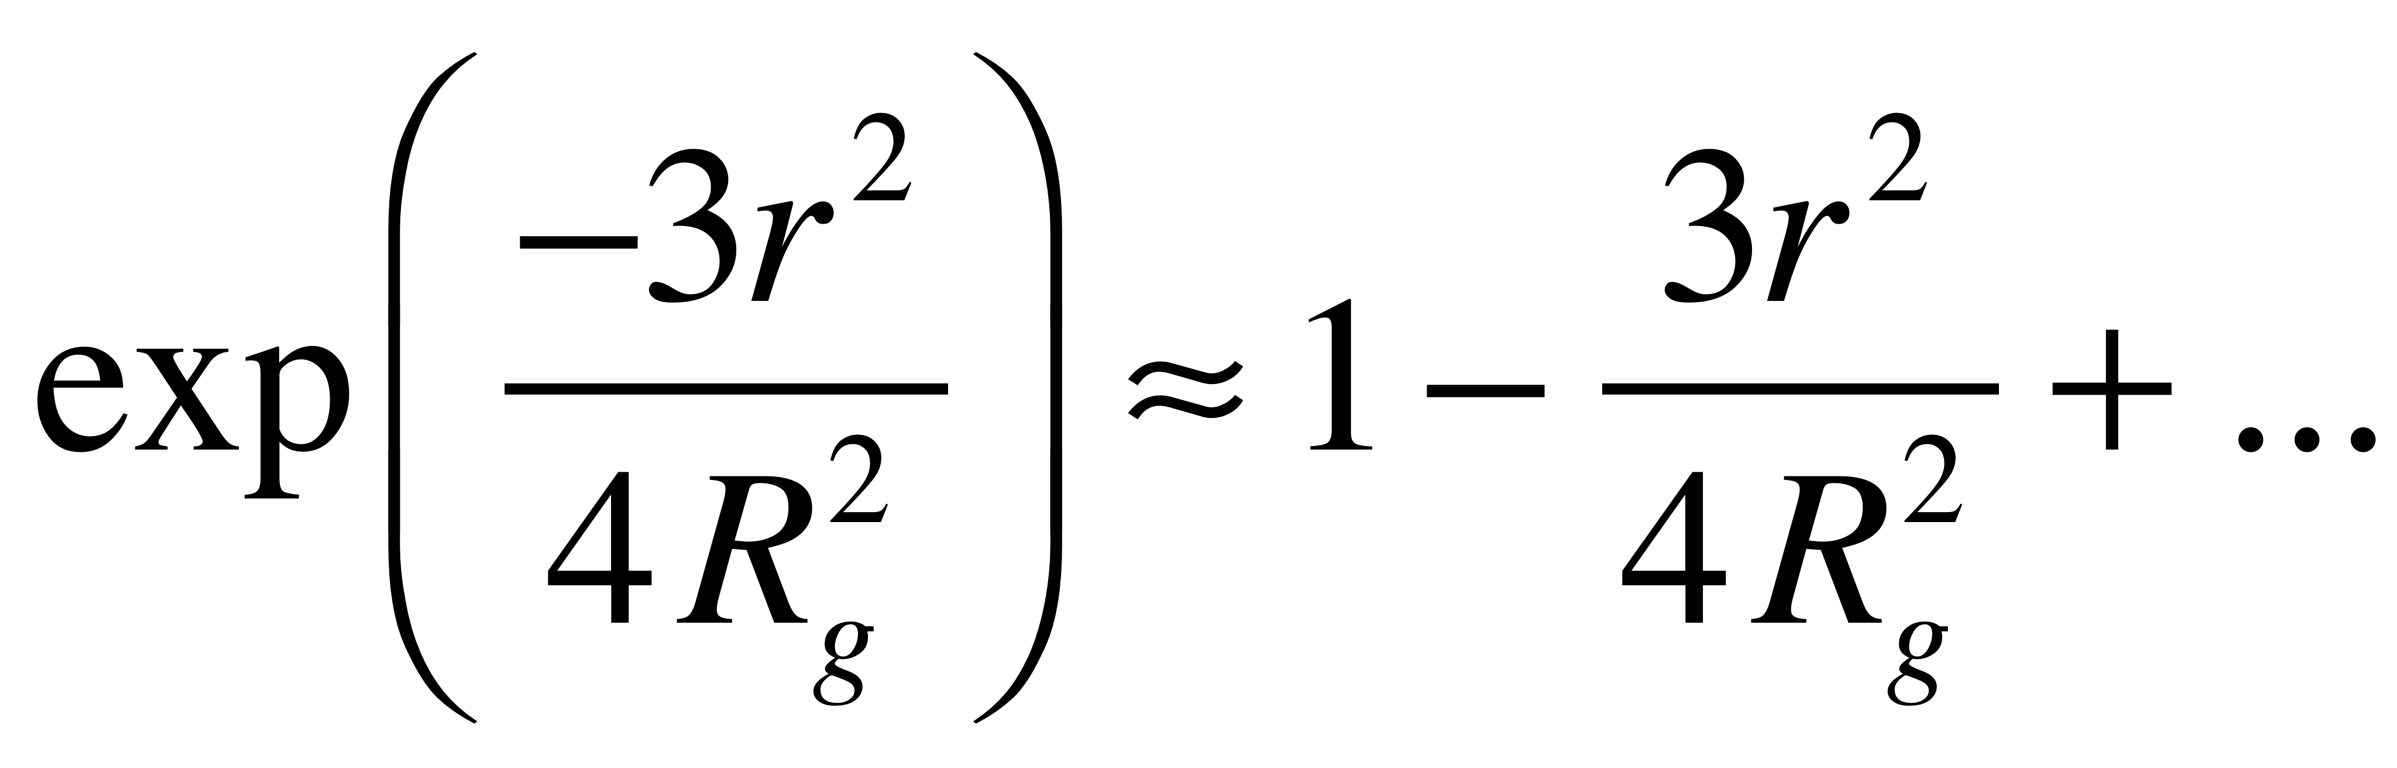 exp(−3r²/4R_g²) ≈ 1 − 3r²/4R_g² + ...